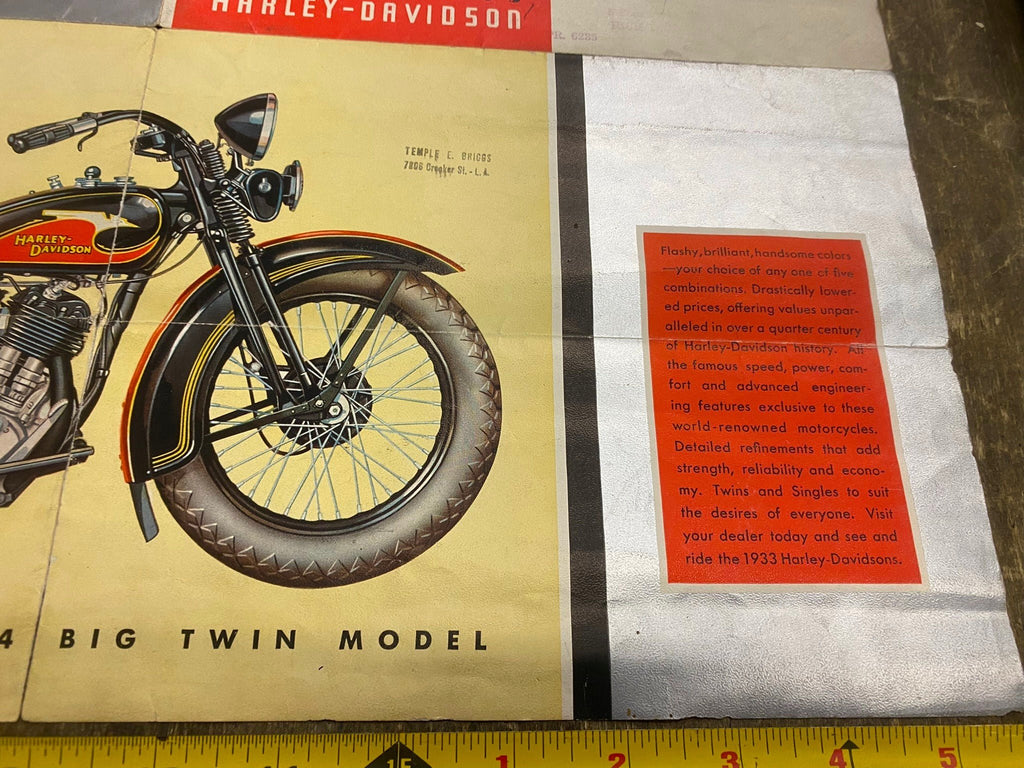 HARLEY-DAVIDSON
R. 6235
TEMPLE E. BRIGGS
7206 Crocker St. - L.A.
HARLEY-
DAVIDSON
Flashy, brilliant, handsome colors
—your choice of any one of five
combinations. Drastically lower-
ed prices, offering values unpar-
alleled in over a quarter century
of Harley-Davidson history. All
the famous speed, power, com-
fort and advanced engineer-
ing features exclusive to these
world-renowned motorcycles.
Detailed refinements that add
strength, reliability and econo-
my. Twins and Singles to suit
the desires of everyone. Visit
your dealer today and see and
ride the 1933 Harley-Davidsons.
4 BIG TWIN MODEL
1 2 3 4 5